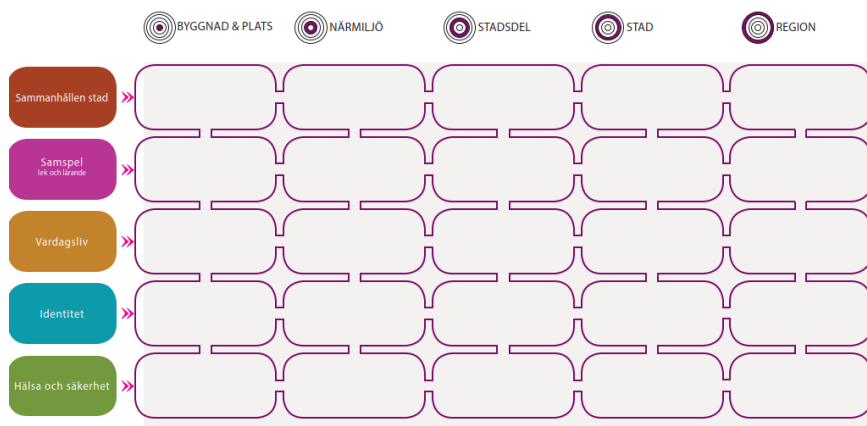 BYGGNAD & PLATS
NÄRMILJÖ
STADSDEL
STAD
REGION
Sammanhållen stad
Samspel
lek och lärande
Vardagsliv
Identitet
Hälsa och säkerhet